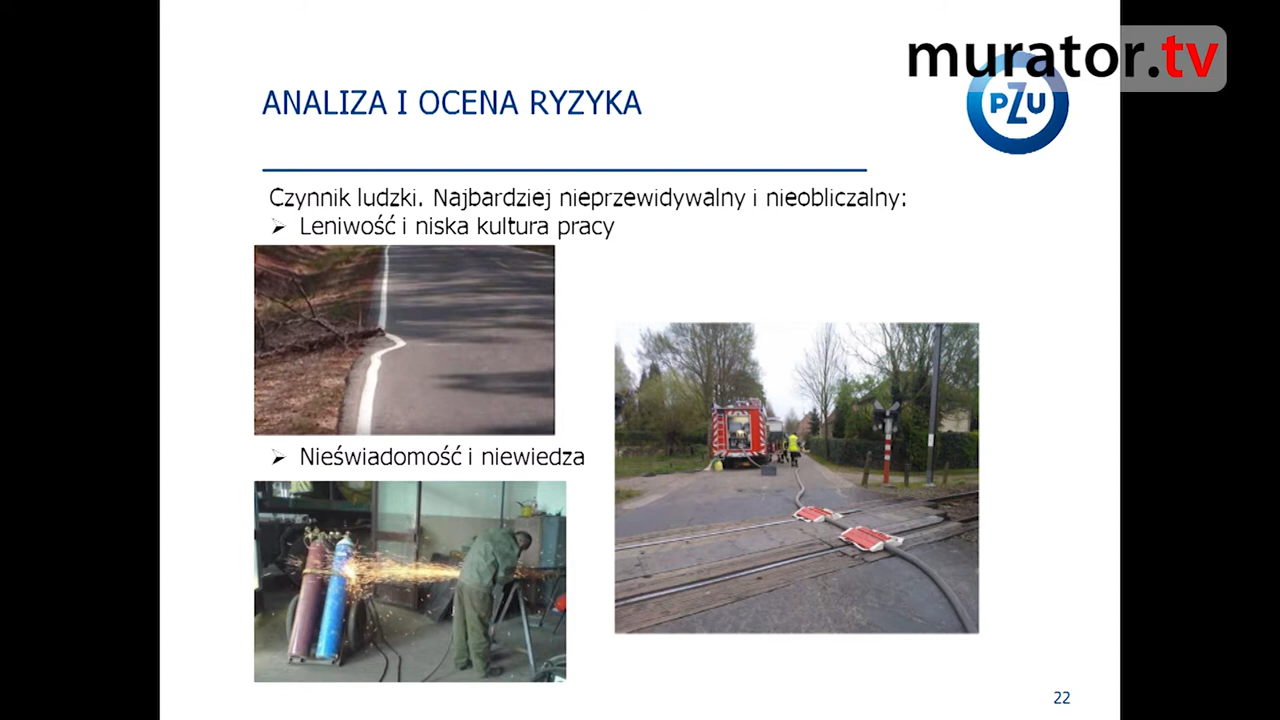 murator.tv
PZU
ANALIZA I OCENA RYZYKA
Czynnik ludzki. Najbardziej nieprzewidywalny i nieobliczalny:
➢ Leniwość i niska kultura pracy
➢ Nieświadomość i niewiedza
22